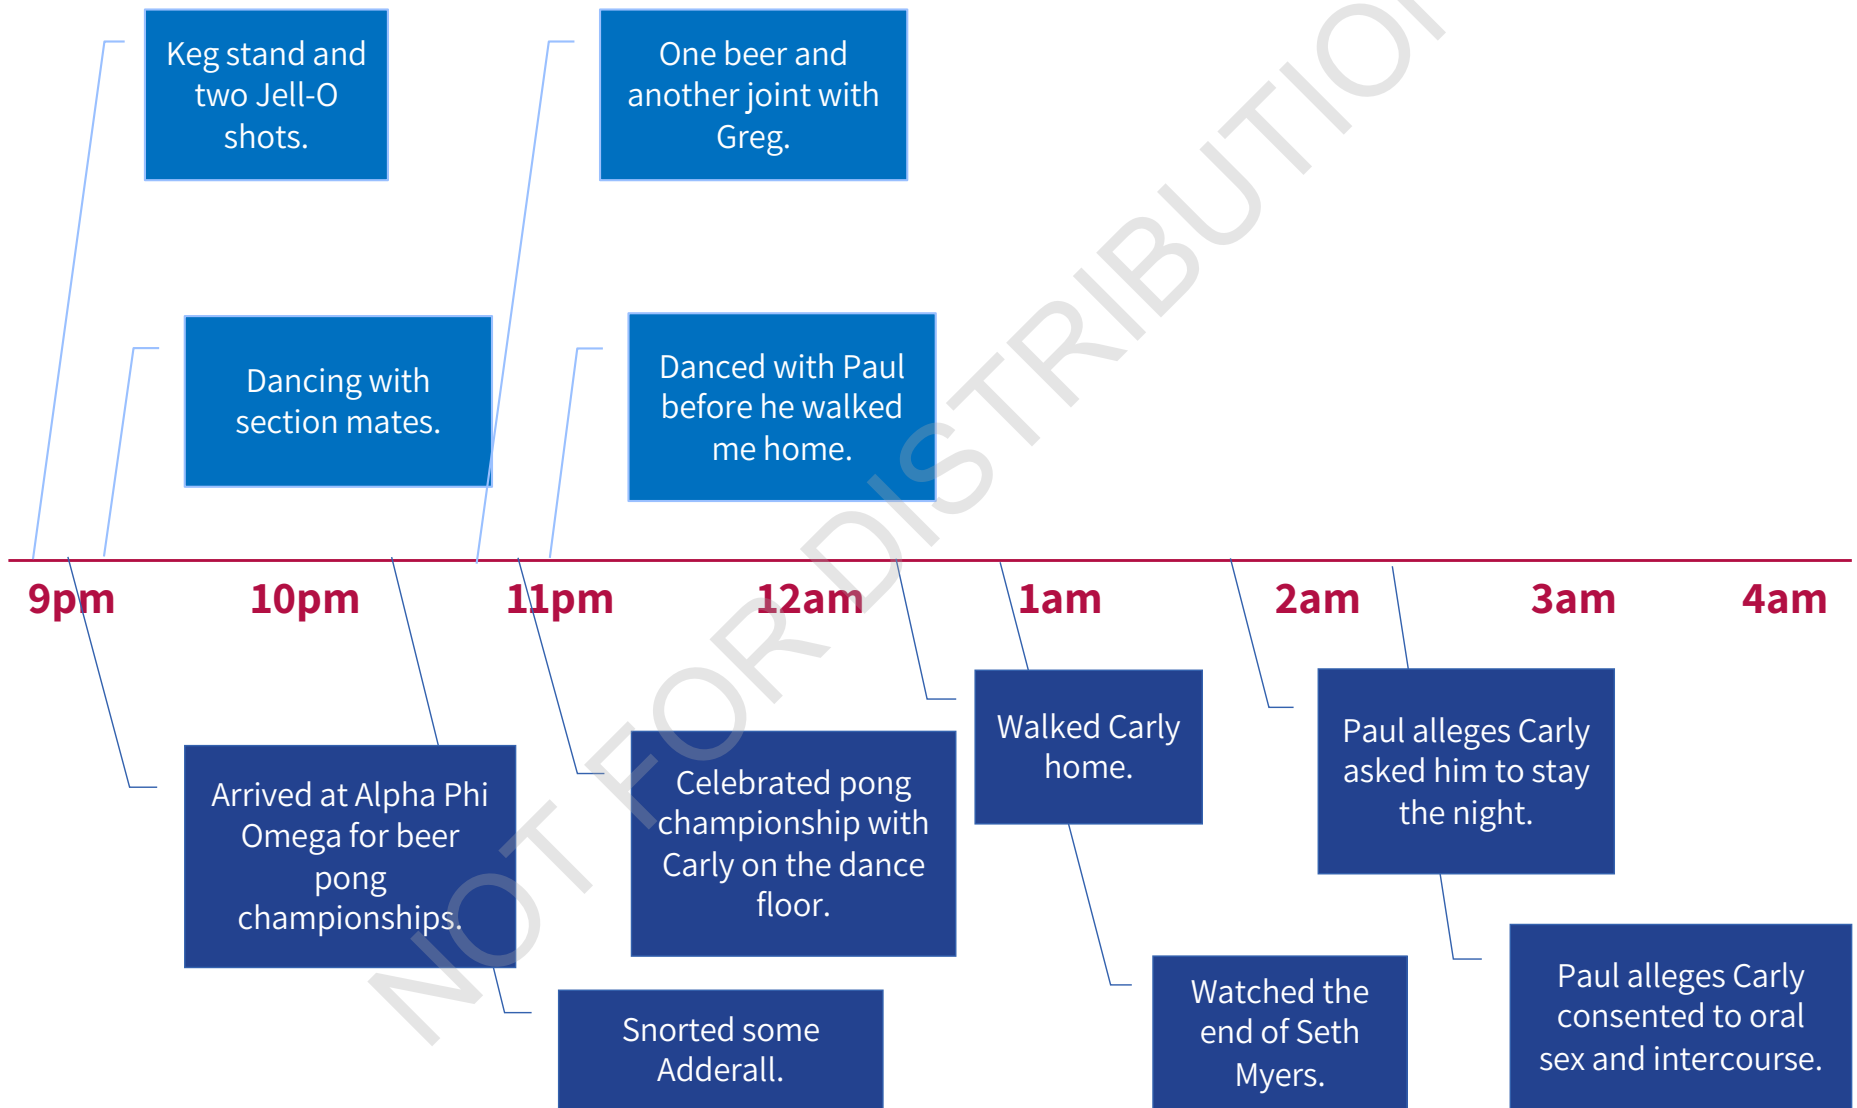 Keg stand and
two Jell-O
shots.
One beer and
another joint with
Greg.
Dancing with
section mates.
Danced with Paul
before he walked
me home.
9pm
10pm
11pm
12am
1am
2am
3am
4am
Arrived at Alpha Phi
Omega for beer
pong
championships.
Snorted some
Adderall.
Celebrated pong
championship with
Carly on the dance
floor.
Walked Carly
home.
Watched the
end of Seth
Myers.
Paul alleges Carly
asked him to stay
the night.
Paul alleges Carly
consented to oral
sex and intercourse.
NOT FOR DISTRIBUTION